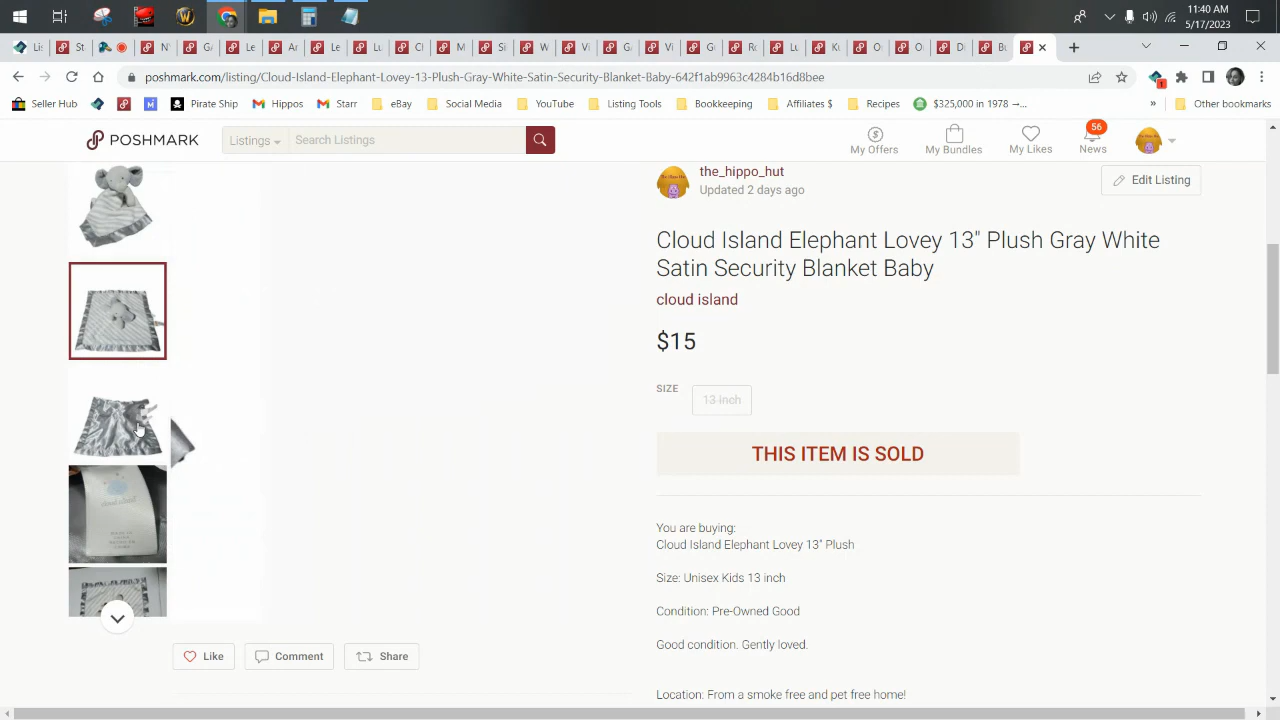 11:40 AM
5/17/2023
poshmark.com/listing/Cloud-Island-Elephant-Lovey-13-Plush-Gray-White-Satin-Security-Blanket-Baby-642f1ab9963c4284b16d8bee
1
Seller Hub
Pirate Ship
Hippos
Starr
eBay
Social Media
YouTube
Listing Tools
Bookkeeping
Affiliates $
Recipes
$325,000 in 1978 →...
»
Other bookmarks
POSHMARK
Listings
Search Listings
My Offers
My Bundles
My Likes
56
News
the_hippo_hut
Updated 2 days ago
Edit Listing
Cloud Island Elephant Lovey 13" Plush Gray White
Satin Security Blanket Baby
cloud island
$15
SIZE
13 inch
THIS ITEM IS SOLD
You are buying:
Cloud Island Elephant Lovey 13" Plush
Size: Unisex Kids 13 inch
Condition: Pre-Owned Good
Good condition. Gently loved.
Location: From a smoke free and pet free home!
cloud island
Like
Comment
Share